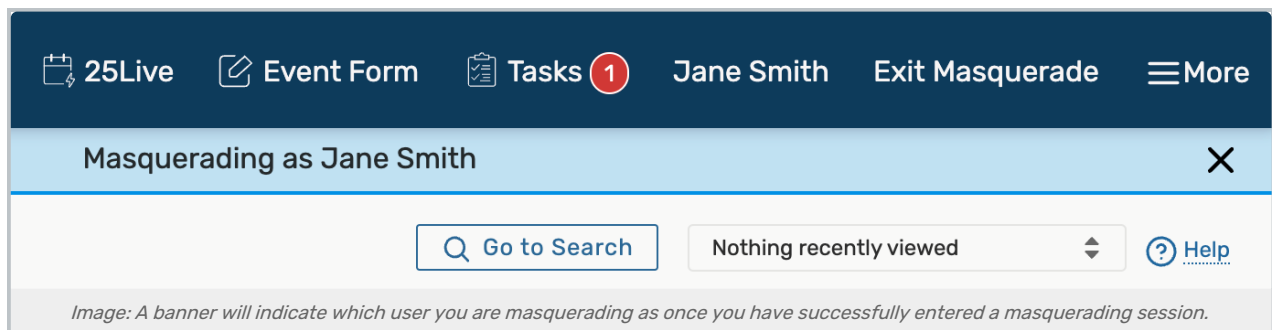 25Live Event Form Tasks 1 Jane Smith Exit Masquerade More
Masquerading as Jane Smith
Go to Search Nothing recently viewed ? Help
Image: A banner will indicate which user you are masquerading as once you have successfully entered a masquerading session.